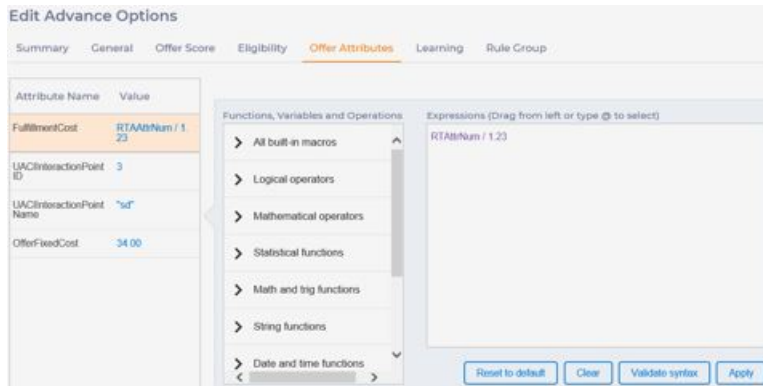 Edit Advance Options
Summary General Offer Score Eligibility Offer Attributes Learning Rule Group
Attribute Name Value
FulfillmentCost RTAAttrNum / 1.
23
UACIInteractionPoint 3
ID
UACIInteractionPoint "sd"
Name
OfferFixedCost 34.00
Functions, Variables and Operations
All built-in macros
Logical operators
Mathematical operators
Statistical functions
Math and trig functions
String functions
Date and time functions
Expressions (Drag from left or type @ to select)
RTAttrNum / 1.23
Reset to default Clear Validate syntax Apply